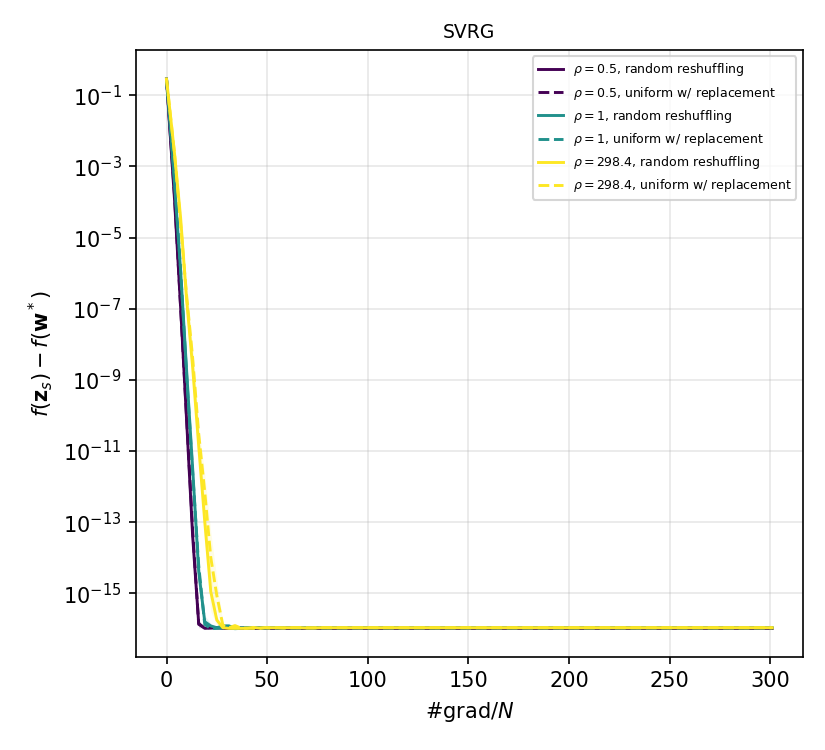 SVRG
ρ = 0.5, random reshuffling
ρ = 0.5, uniform w/ replacement
ρ = 1, random reshuffling
ρ = 1, uniform w/ replacement
ρ = 298.4, random reshuffling
ρ = 298.4, uniform w/ replacement
10⁻¹
10⁻³
10⁻⁵
10⁻⁷
10⁻⁹
10⁻¹¹
10⁻¹³
10⁻¹⁵
f(𝐳ₛ) − f(𝐰*)
0 50 100 150 200 250 300
#grad/N